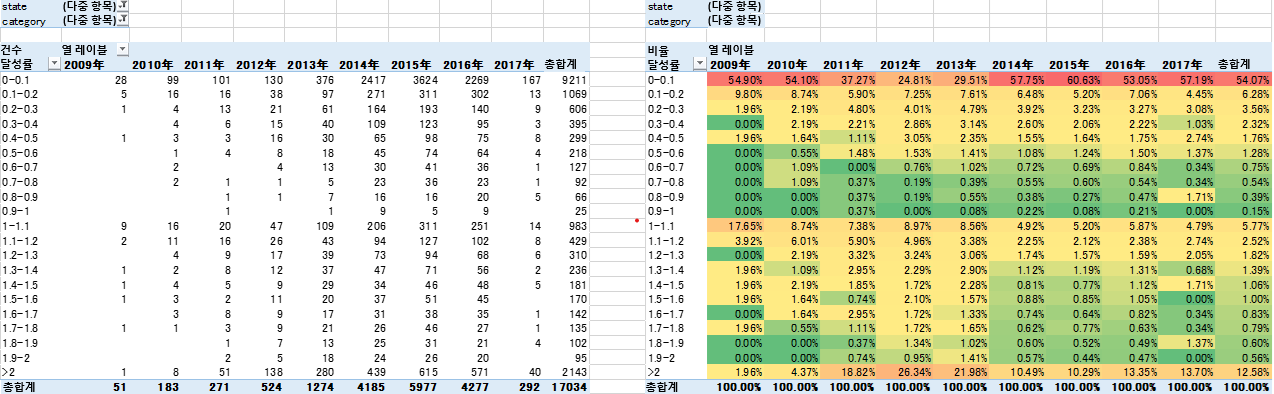 state (다중 항목) state (다중 항목)
category (다중 항목) category (다중 항목)
건수 열 레이블 비율 열 레이블
달성률 2009年 2010年 2011年 2012年 2013年 2014年 2015年 2016年 2017年 총합계 달성률 2009年 2010年 2011年 2012年 2013年 2014年 2015年 2016年 2017年 총합계
0-0.1 28 99 101 130 376 2417 3624 2269 167 9211 0-0.1 54.90% 54.10% 37.27% 24.81% 29.51% 57.75% 60.63% 53.05% 57.19% 54.07%
0.1-0.2 5 16 16 38 97 271 311 302 13 1069 0.1-0.2 9.80% 8.74% 5.90% 7.25% 7.61% 6.48% 5.20% 7.06% 4.45% 6.28%
0.2-0.3 1 4 13 21 61 164 193 140 9 606 0.2-0.3 1.96% 2.19% 4.80% 4.01% 4.79% 3.92% 3.23% 3.27% 3.08% 3.56%
0.3-0.4 4 6 15 40 109 123 95 3 395 0.3-0.4 0.00% 2.19% 2.21% 2.86% 3.14% 2.60% 2.06% 2.22% 1.03% 2.32%
0.4-0.5 1 3 3 16 30 65 98 75 8 299 0.4-0.5 1.96% 1.64% 1.11% 3.05% 2.35% 1.55% 1.64% 1.75% 2.74% 1.76%
0.5-0.6 1 4 8 18 45 74 64 4 218 0.5-0.6 0.00% 0.55% 1.48% 1.53% 1.41% 1.08% 1.24% 1.50% 1.37% 1.28%
0.6-0.7 2 4 13 30 41 36 1 127 0.6-0.7 0.00% 1.09% 0.00% 0.76% 1.02% 0.72% 0.69% 0.84% 0.34% 0.75%
0.7-0.8 2 1 1 5 23 36 23 1 92 0.7-0.8 0.00% 1.09% 0.37% 0.19% 0.39% 0.55% 0.60% 0.54% 0.34% 0.54%
0.8-0.9 1 1 7 16 16 20 5 66 0.8-0.9 0.00% 0.00% 0.37% 0.19% 0.55% 0.38% 0.27% 0.47% 1.71% 0.39%
0.9-1 1 1 9 5 9 25 0.9-1 0.00% 0.00% 0.37% 0.00% 0.08% 0.22% 0.08% 0.21% 0.00% 0.15%
1-1.1 9 16 20 47 109 206 311 251 14 983 1-1.1 17.65% 8.74% 7.38% 8.97% 8.56% 4.92% 5.20% 5.87% 4.79% 5.77%
1.1-1.2 2 11 16 26 43 94 127 102 8 429 1.1-1.2 3.92% 6.01% 5.90% 4.96% 3.38% 2.25% 2.12% 2.38% 2.74% 2.52%
1.2-1.3 4 9 17 39 73 94 68 6 310 1.2-1.3 0.00% 2.19% 3.32% 3.24% 3.06% 1.74% 1.57% 1.59% 2.05% 1.82%
1.3-1.4 1 2 8 12 37 47 71 56 2 236 1.3-1.4 1.96% 1.09% 2.95% 2.29% 2.90% 1.12% 1.19% 1.31% 0.68% 1.39%
1.4-1.5 1 4 5 9 29 34 46 48 5 181 1.4-1.5 1.96% 2.19% 1.85% 1.72% 2.28% 0.81% 0.77% 1.12% 1.71% 1.06%
1.5-1.6 1 3 2 11 20 37 51 45 170 1.5-1.6 1.96% 1.64% 0.74% 2.10% 1.57% 0.88% 0.85% 1.05% 0.00% 1.00%
1.6-1.7 3 8 9 17 31 38 35 1 142 1.6-1.7 0.00% 1.64% 2.95% 1.72% 1.33% 0.74% 0.64% 0.82% 0.34% 0.83%
1.7-1.8 1 1 3 9 21 26 46 27 1 135 1.7-1.8 1.96% 0.55% 1.11% 1.72% 1.65% 0.62% 0.77% 0.63% 0.34% 0.79%
1.8-1.9 1 7 13 25 31 21 4 102 1.8-1.9 0.00% 0.00% 0.37% 1.34% 1.02% 0.60% 0.52% 0.49% 1.37% 0.60%
1.9-2 2 5 18 24 26 20 95 1.9-2 0.00% 0.00% 0.74% 0.95% 1.41% 0.57% 0.44% 0.47% 0.00% 0.56%
>2 1 8 51 138 280 439 615 571 40 2143 >2 1.96% 4.37% 18.82% 26.34% 21.98% 10.49% 10.29% 13.35% 13.70% 12.58%
총합계 51 183 271 524 1274 4185 5977 4277 292 17034 총합계 100.00% 100.00% 100.00% 100.00% 100.00% 100.00% 100.00% 100.00% 100.00% 100.00%